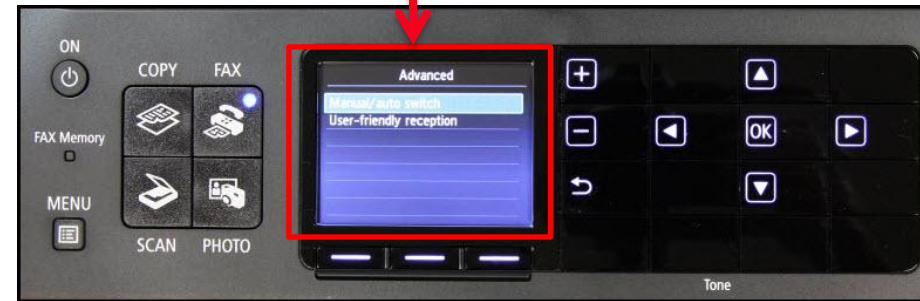 ON
COPY FAX
FAX Memory
MENU
SCAN PHOTO
Advanced
Manual/auto switch
User-friendly reception
OK
Tone